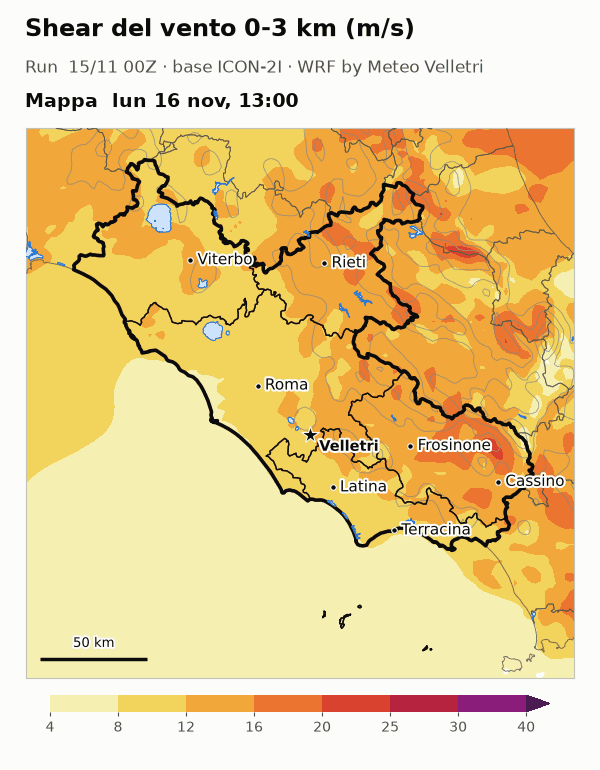 Shear del vento 0-3 km (m/s)
Run  15/11 00Z · base ICON-2I · WRF by Meteo Velletri
Mappa  lun 16 nov, 13:00
Viterbo
Rieti
Roma
Velletri
Frosinone
Latina
Cassino
Terracina
50 km
4 8 12 16 20 25 30 40